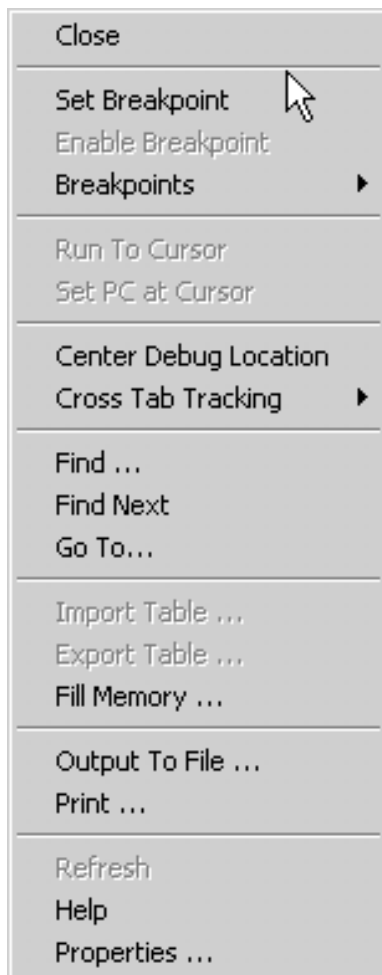 Close
Set Breakpoint
Enable Breakpoint
Breakpoints
Run To Cursor
Set PC at Cursor
Center Debug Location
Cross Tab Tracking
Find ...
Find Next
Go To...
Import Table ...
Export Table ...
Fill Memory ...
Output To File ...
Print ...
Refresh
Help
Properties ...